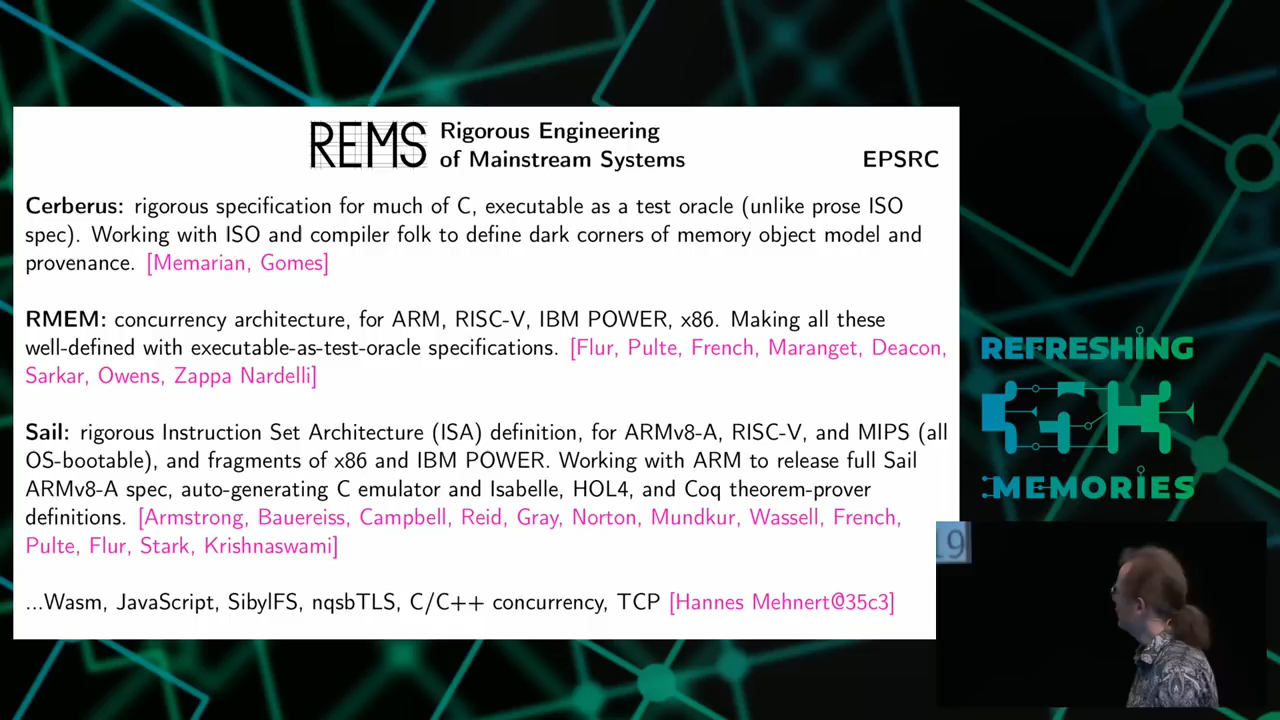 REMS Rigorous Engineering
of Mainstream Systems EPSRC
Cerberus: rigorous specification for much of C, executable as a test oracle (unlike prose ISO
spec). Working with ISO and compiler folk to define dark corners of memory object model and
provenance. [Memarian, Gomes]
RMEM: concurrency architecture, for ARM, RISC-V, IBM POWER, x86. Making all these
well-defined with executable-as-test-oracle specifications. [Flur, Pulte, French, Maranget, Deacon,
Sarkar, Owens, Zappa Nardelli]
Sail: rigorous Instruction Set Architecture (ISA) definition, for ARMv8-A, RISC-V, and MIPS (all
OS-bootable), and fragments of x86 and IBM POWER. Working with ARM to release full Sail
ARMv8-A spec, auto-generating C emulator and Isabelle, HOL4, and Coq theorem-prover
definitions. [Armstrong, Bauereiss, Campbell, Reid, Gray, Norton, Mundkur, Wassell, French,
Pulte, Flur, Stark, Krishnaswami]
...Wasm, JavaScript, SibylFS, nqsbTLS, C/C++ concurrency, TCP [Hannes Mehnert@35c3]
REFRESHING
MEMORIES
19